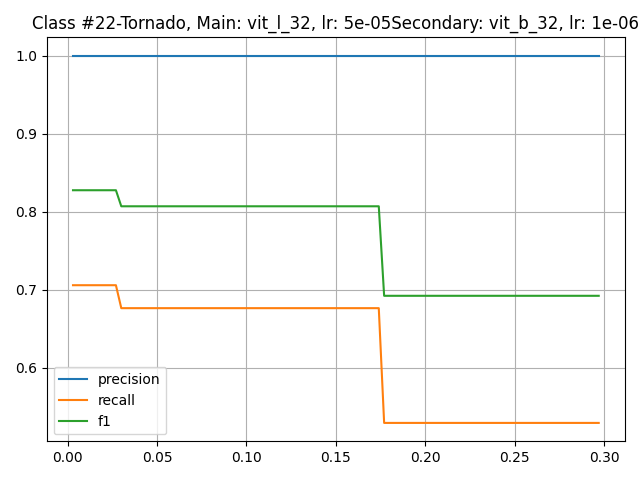 Class #22-Tornado, Main: vit_l_32, lr: 5e-05Secondary: vit_b_32, lr: 1e-06
1.0
0.9
0.8
0.7
0.6
precision
recall
f1
0.00 0.05 0.10 0.15 0.20 0.25 0.30